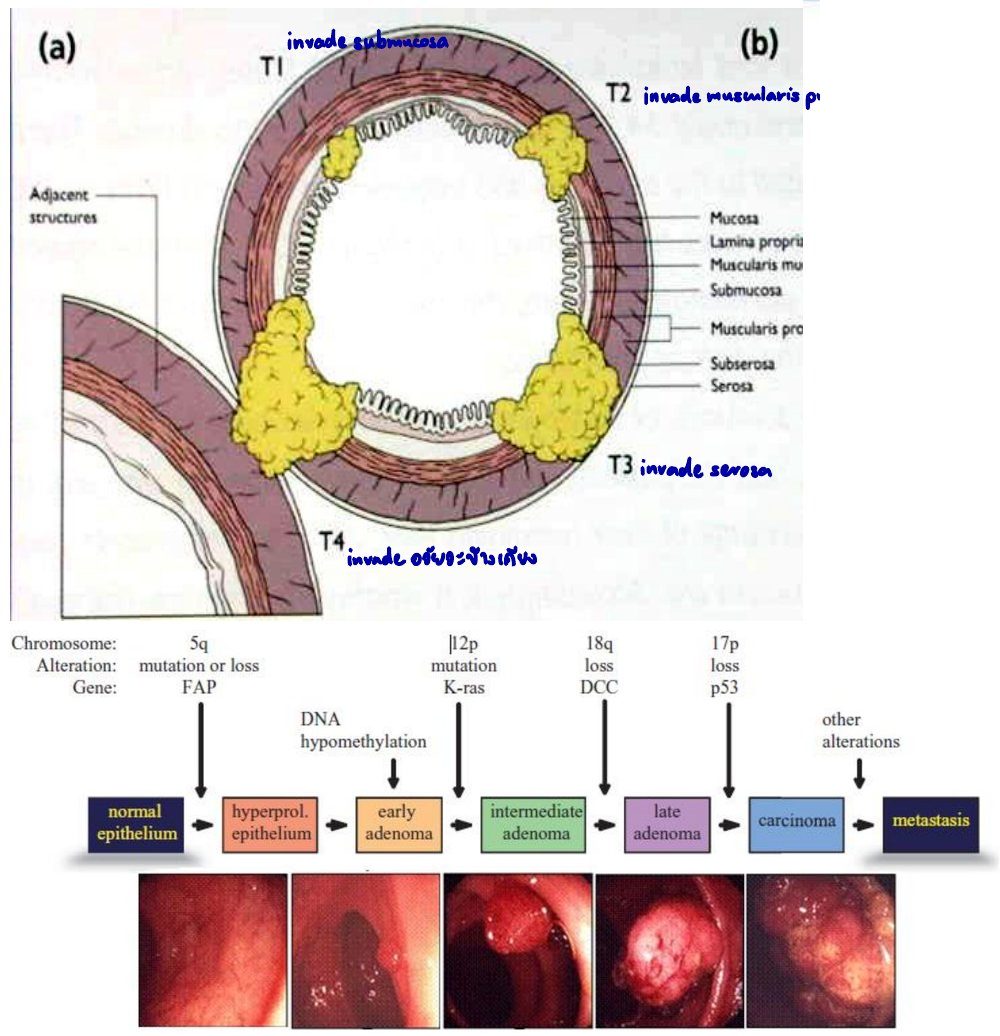 (a)
invade submucosa
(b)
T1
T2 invade muscularis p
Adjacent
structures
Mucosa
Lamina propria
Muscularis mu
Submucosa
Muscularis pro
Subserosa
Serosa
T3 invade serosa
T4 invade อวัยวะข้างเคียง
Chromosome: 5q 12p 18q 17p
Alteration: mutation or loss mutation loss loss
Gene: FAP K-ras DCC p53
DNA
hypomethylation
other
alterations
normal
epithelium
hyperprol.
epithelium
early
adenoma
intermediate
adenoma
late
adenoma
carcinoma
metastasis